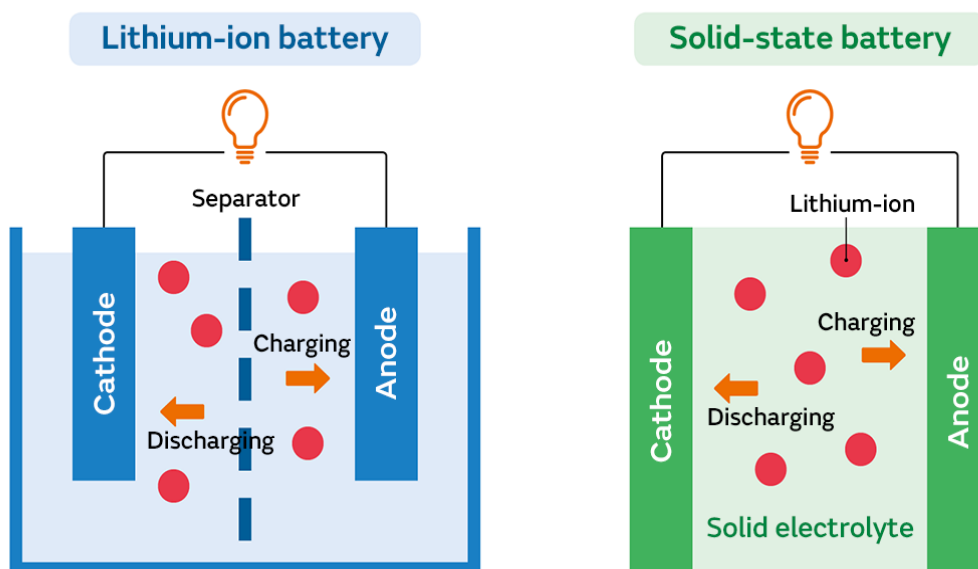 Lithium-ion battery
Separator
Cathode
Charging
Anode
Discharging
Solid-state battery
Lithium-ion
Cathode
Charging
Anode
Discharging
Solid electrolyte